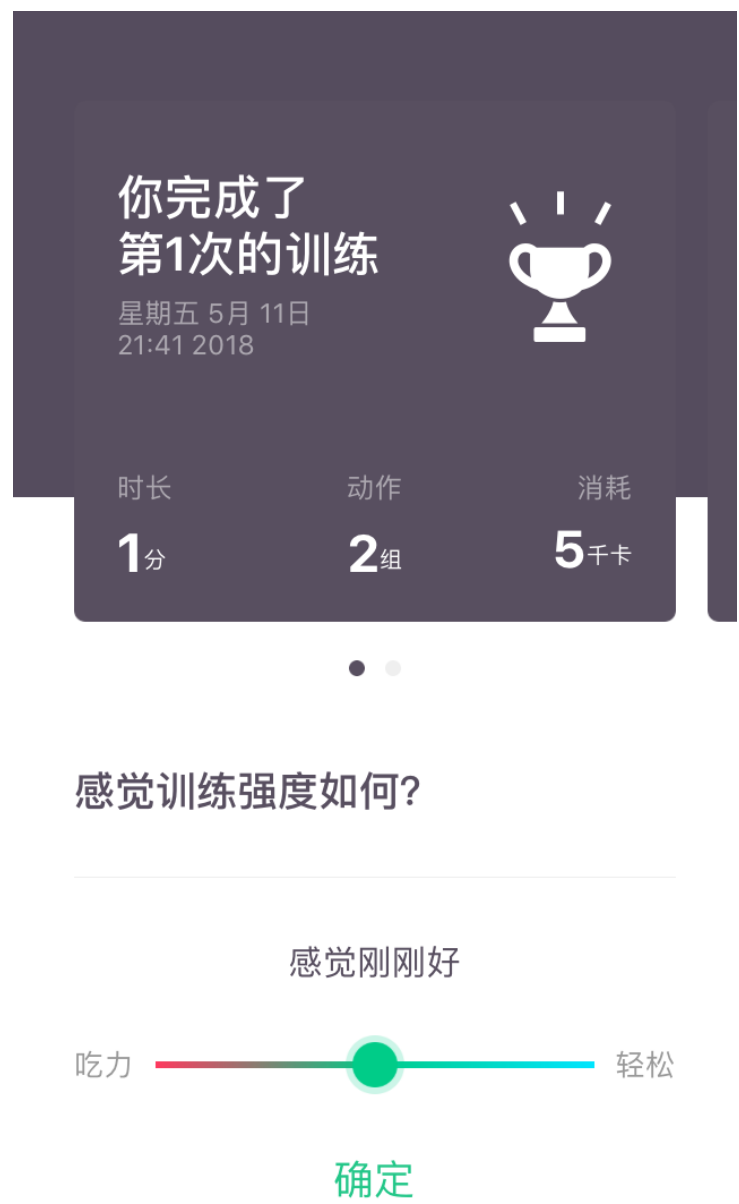 你完成了
第1次的训练
星期五 5月 11日
21:41 2018
时长 动作 消耗
1分 2组 5千卡
感觉训练强度如何?
感觉刚刚好
吃力 轻松
确定